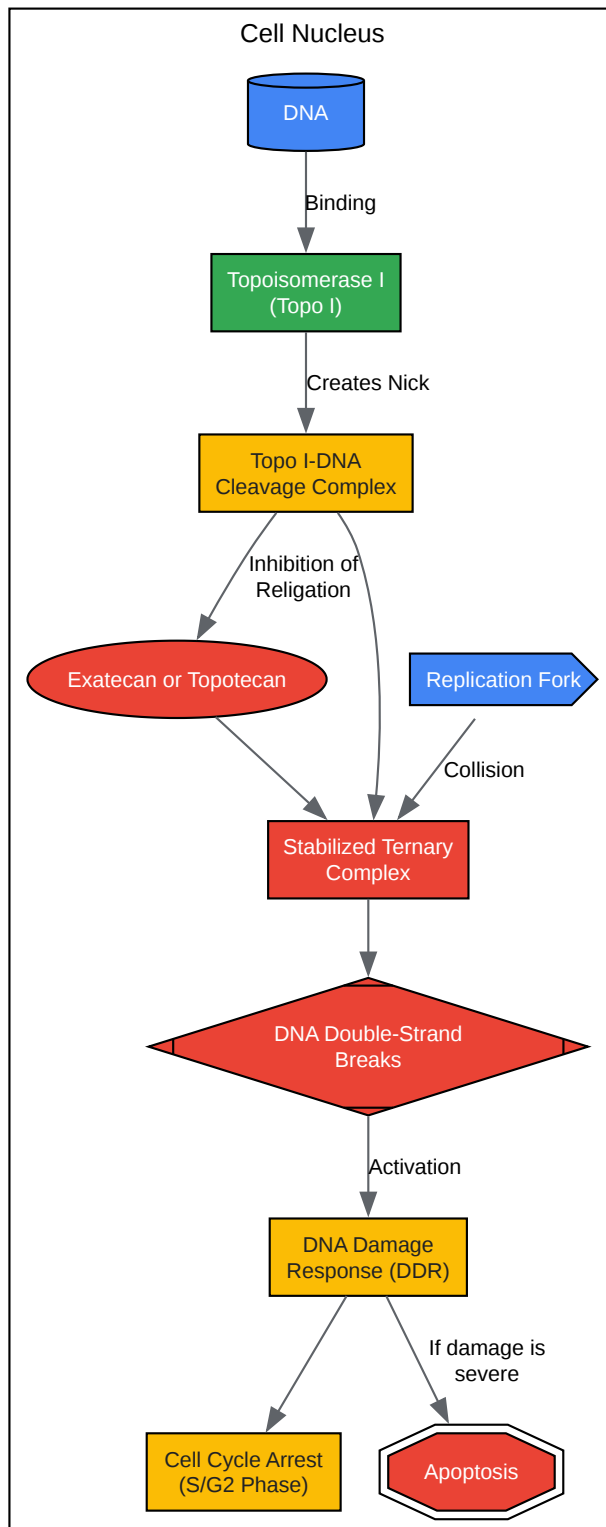 Cell Nucleus
DNA
Binding
Topoisomerase I
(Topo I)
Creates Nick
Topo I-DNA
Cleavage Complex
Inhibition of
Religation
Exatecan or Topotecan
Replication Fork
Collision
Stabilized Ternary
Complex
DNA Double-Strand
Breaks
Activation
DNA Damage
Response (DDR)
If damage is
severe
Cell Cycle Arrest
(S/G2 Phase)
Apoptosis